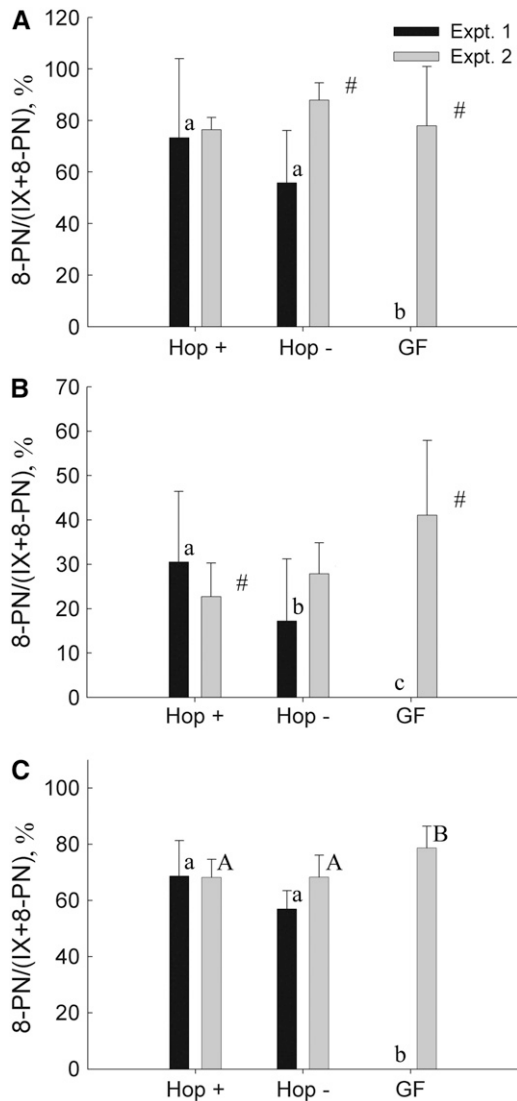 A
Expt. 1
Expt. 2
8-PN/(IX+8-PN), %
120
100
80
60
40
20
0
a
a
#
b
#
Hop +
Hop -
GF
B
8-PN/(IX+8-PN), %
70
60
50
40
30
20
10
0
a
#
b
c
#
Hop +
Hop -
GF
C
8-PN/(IX+8-PN), %
100
80
60
40
20
0
a
A
a
A
b
B
Hop +
Hop -
GF